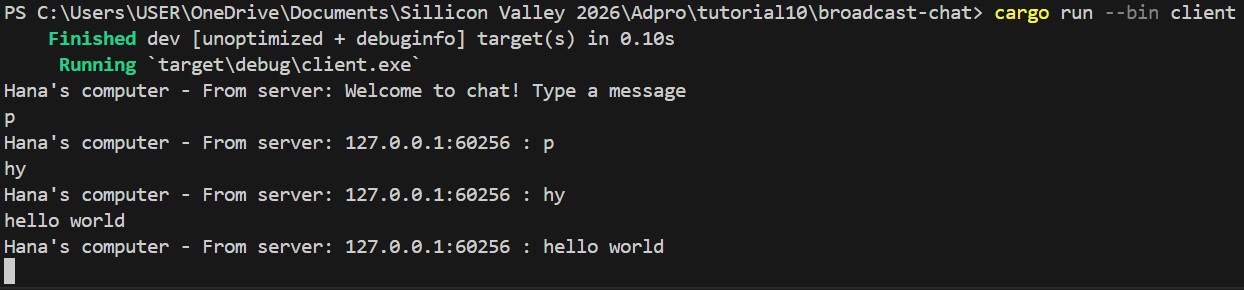 PS C:\Users\USER\OneDrive\Documents\Sillicon Valley 2026\Adpro\tutorial10\broadcast-chat> cargo run --bin client
    Finished dev [unoptimized + debuginfo] target(s) in 0.10s
     Running `target\debug\client.exe`
Hana's computer - From server: Welcome to chat! Type a message
p
Hana's computer - From server: 127.0.0.1:60256 : p
hy
Hana's computer - From server: 127.0.0.1:60256 : hy
hello world
Hana's computer - From server: 127.0.0.1:60256 : hello world